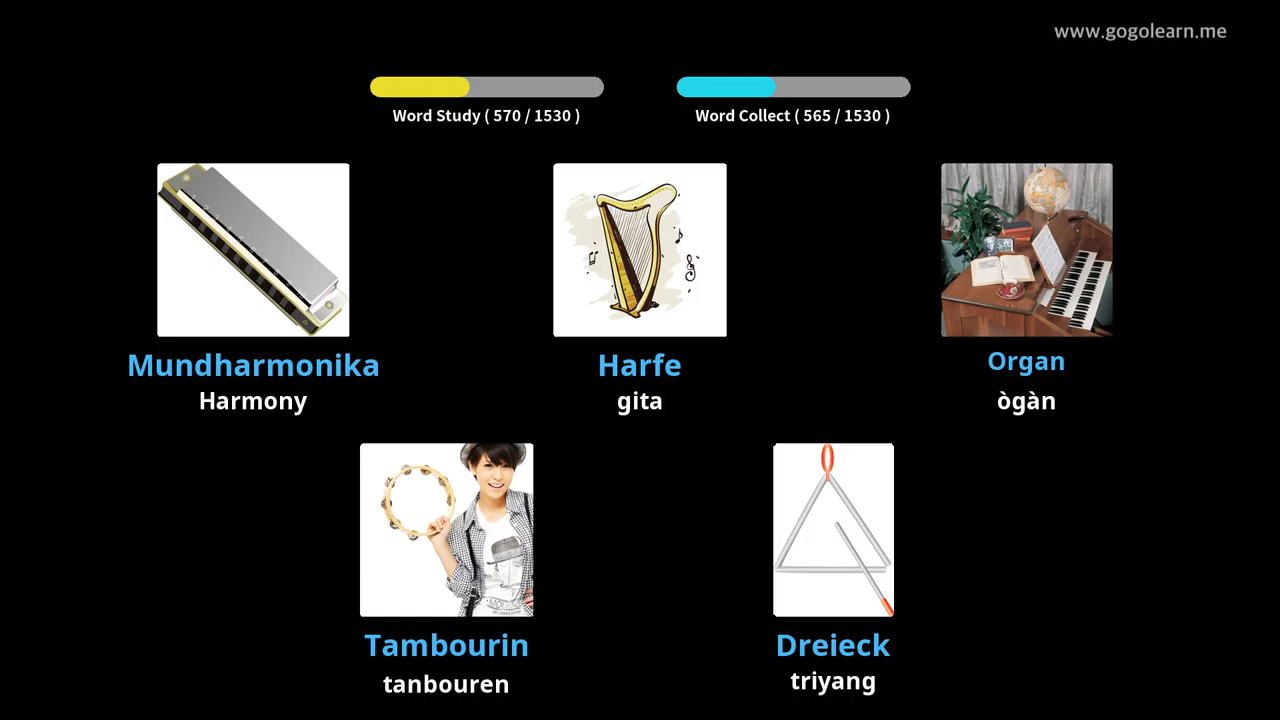 www.gogolearn.me
Word Study ( 570 / 1530 )
Word Collect ( 565 / 1530 )
Mundharmonika
Harmony
Harfe
gita
Organ
ògàn
Tambourin
tanbouren
Dreieck
triyang